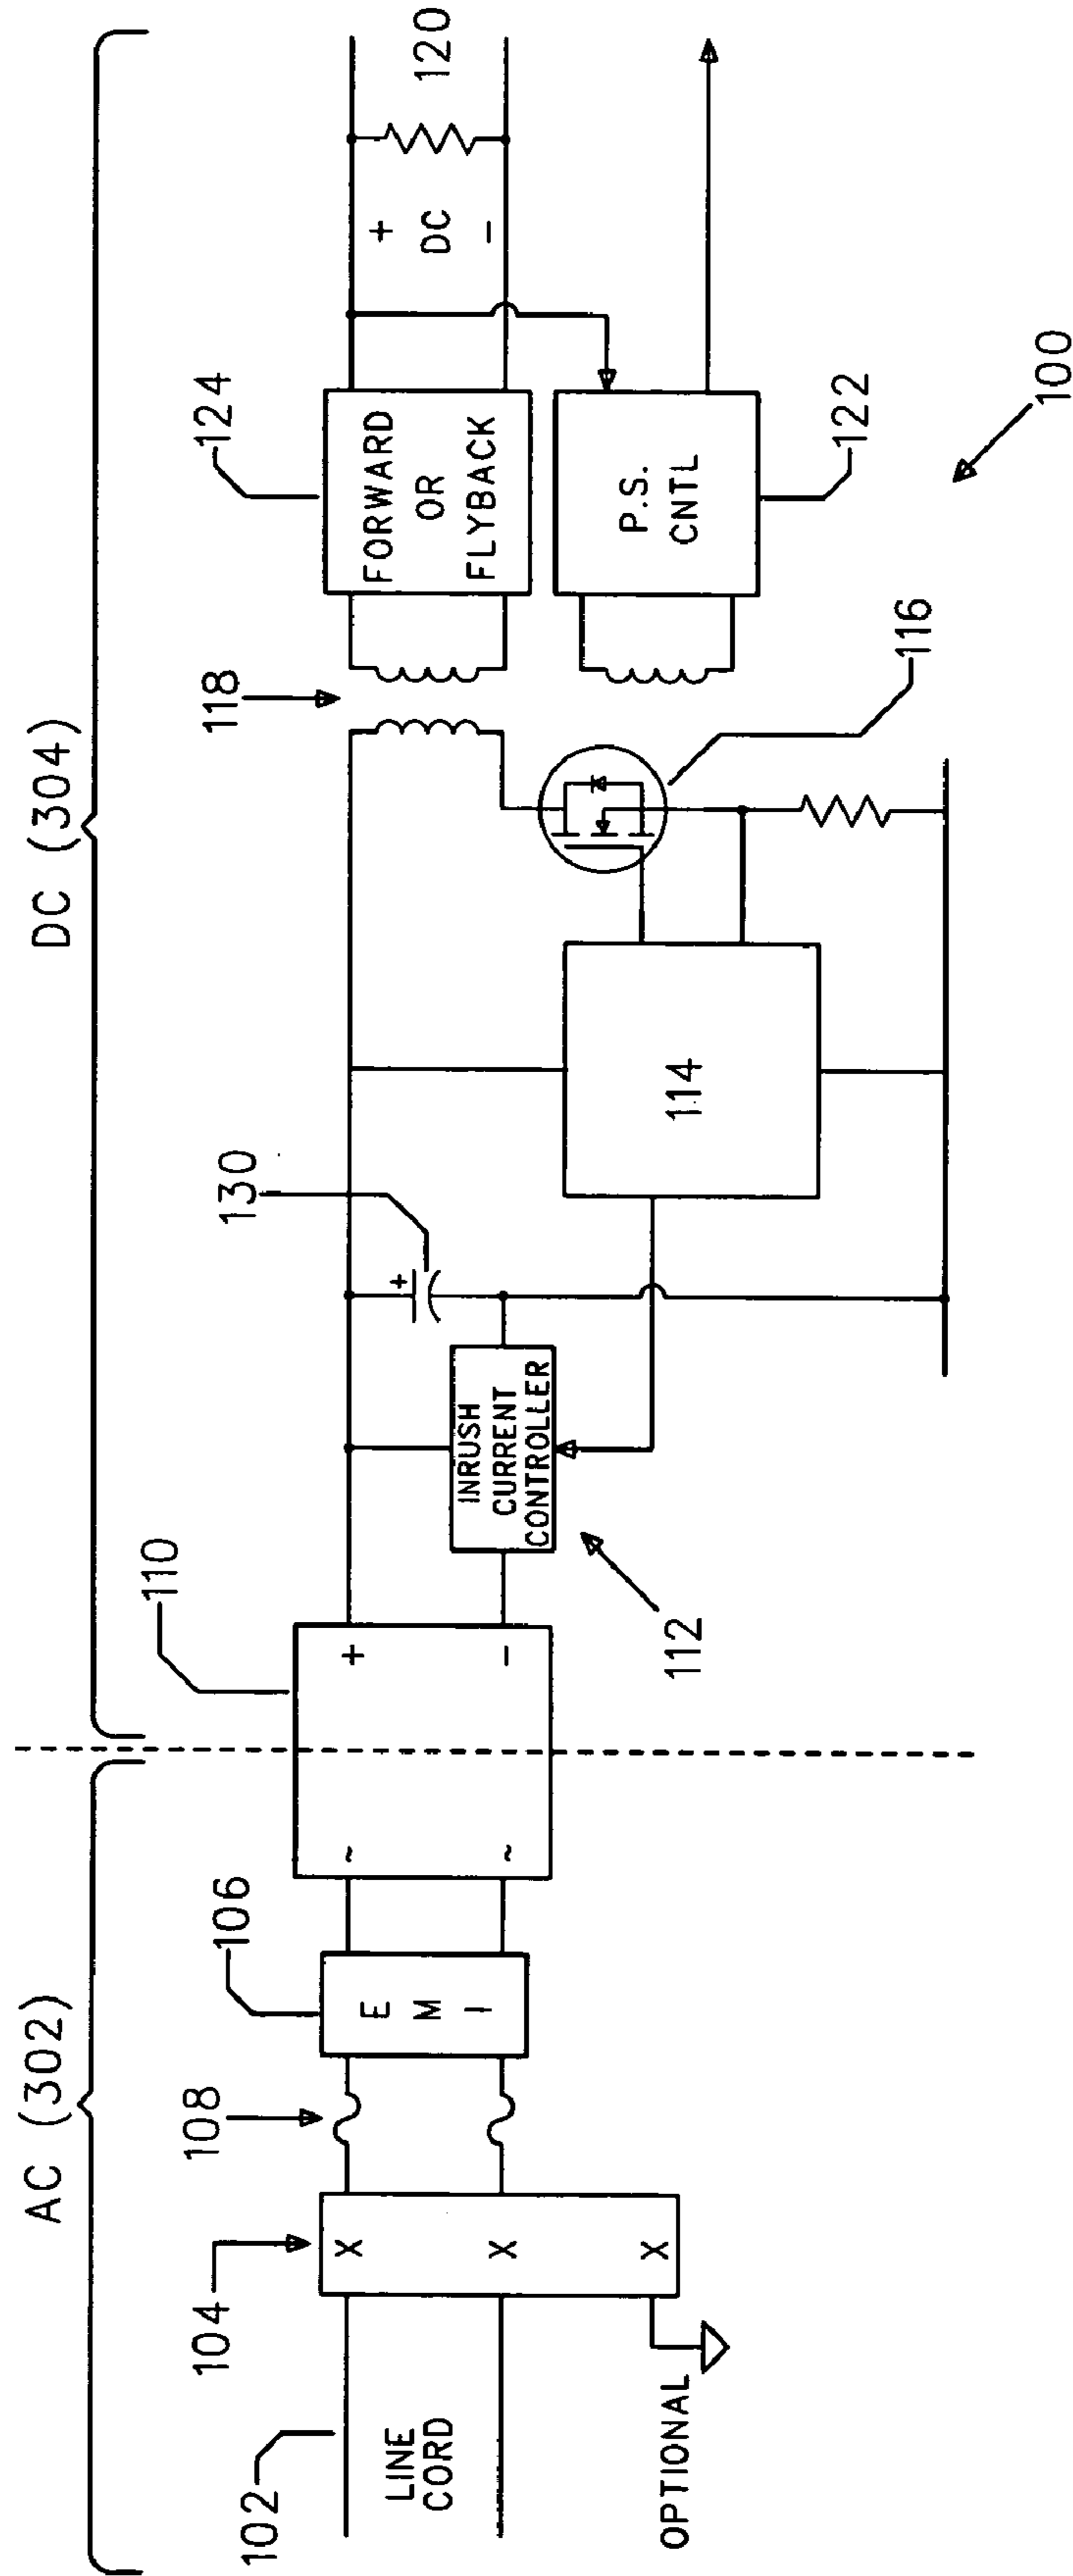 AC (302)
DC (304)
102
LINE
CORD
OPTIONAL
104
X
X
X
108
106
E
M
I
110
~
~
+
-
112
INRUSH
CURRENT
CONTROLLER
130
+
114
118
116
124
FORWARD
OR
FLYBACK
P.S.
CNTL
122
+
DC
-
120
100